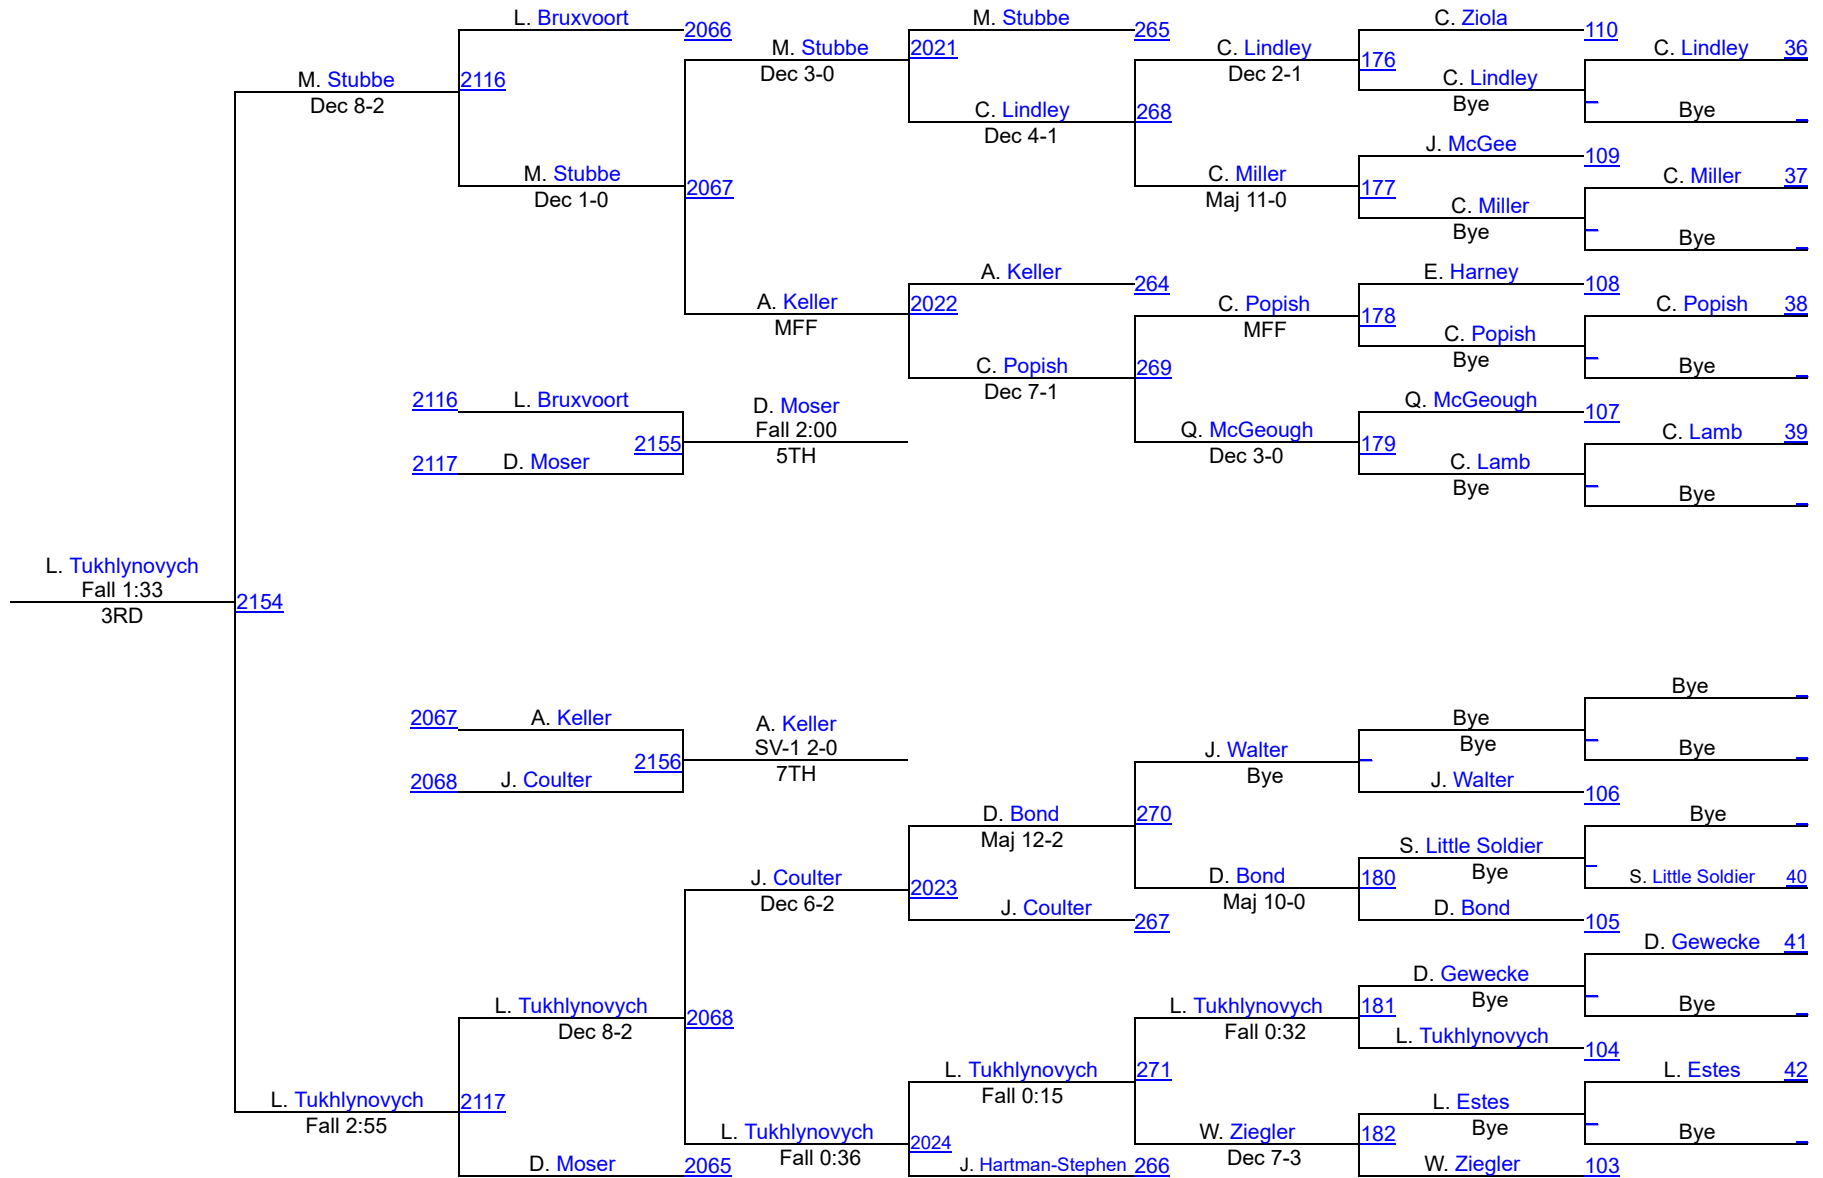 L. Bruxvoort
2066
M. Stubbe
265
C. Ziola
110
C. Lindley 36
M. Stubbe
Dec 3-0
2021
C. Lindley
Dec 2-1
176
C. Lindley
Bye
Bye
M. Stubbe
Dec 8-2
2116
C. Lindley
Dec 4-1
268
J. McGee
109
C. Miller 37
M. Stubbe
Dec 1-0
2067
C. Miller
Maj 11-0
177
C. Miller
Bye
Bye
A. Keller
264
E. Harney
108
C. Popish 38
A. Keller
MFF
2022
C. Popish
MFF
178
C. Popish
Bye
Bye
C. Popish
Dec 7-1
269
2116 L. Bruxvoort
D. Moser
Fall 2:00
5TH
2155
2117 D. Moser
Q. McGeough
107
C. Lamb 39
Q. McGeough
Dec 3-0
179
C. Lamb
Bye
Bye
L. Tukhlynovych
Fall 1:33
3RD
2154
Bye
2067 A. Keller
A. Keller
SV-1 2-0
7TH
2156
2068 J. Coulter
J. Walter
Bye
Bye
Bye
Bye
J. Walter
106
D. Bond
Maj 12-2
270
Bye
S. Little Soldier
Bye
S. Little Soldier 40
J. Coulter
Dec 6-2
2023
D. Bond
Maj 10-0
180
D. Bond
105
J. Coulter
267
D. Gewecke 41
L. Tukhlynovych
Dec 8-2
2068
L. Tukhlynovych
Fall 0:32
181
D. Gewecke
Bye
Bye
L. Tukhlynovych
104
L. Tukhlynovych
Fall 0:15
271
L. Estes 42
L. Tukhlynovych
Fall 2:55
2117
L. Estes
Bye
Bye
L. Tukhlynovych
Fall 0:36
2024
W. Ziegler
Dec 7-3
182
D. Moser
2065
J. Hartman-Stephen 266
W. Ziegler
103